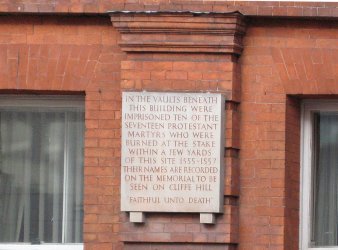 IN THE VAULTS BENEATH
THIS BUILDING WERE
IMPRISONED TEN OF THE
SEVENTEEN PROTESTANT
MARTYRS WHO WERE
BURNED AT THE STAKE
WITHIN A FEW YARDS
OF THIS SITE 1555-1557
THEIR NAMES ARE RECORDED
ON THE MEMORIAL TO BE
SEEN ON CLIFFE HILL
"FAITHFUL UNTO DEATH"